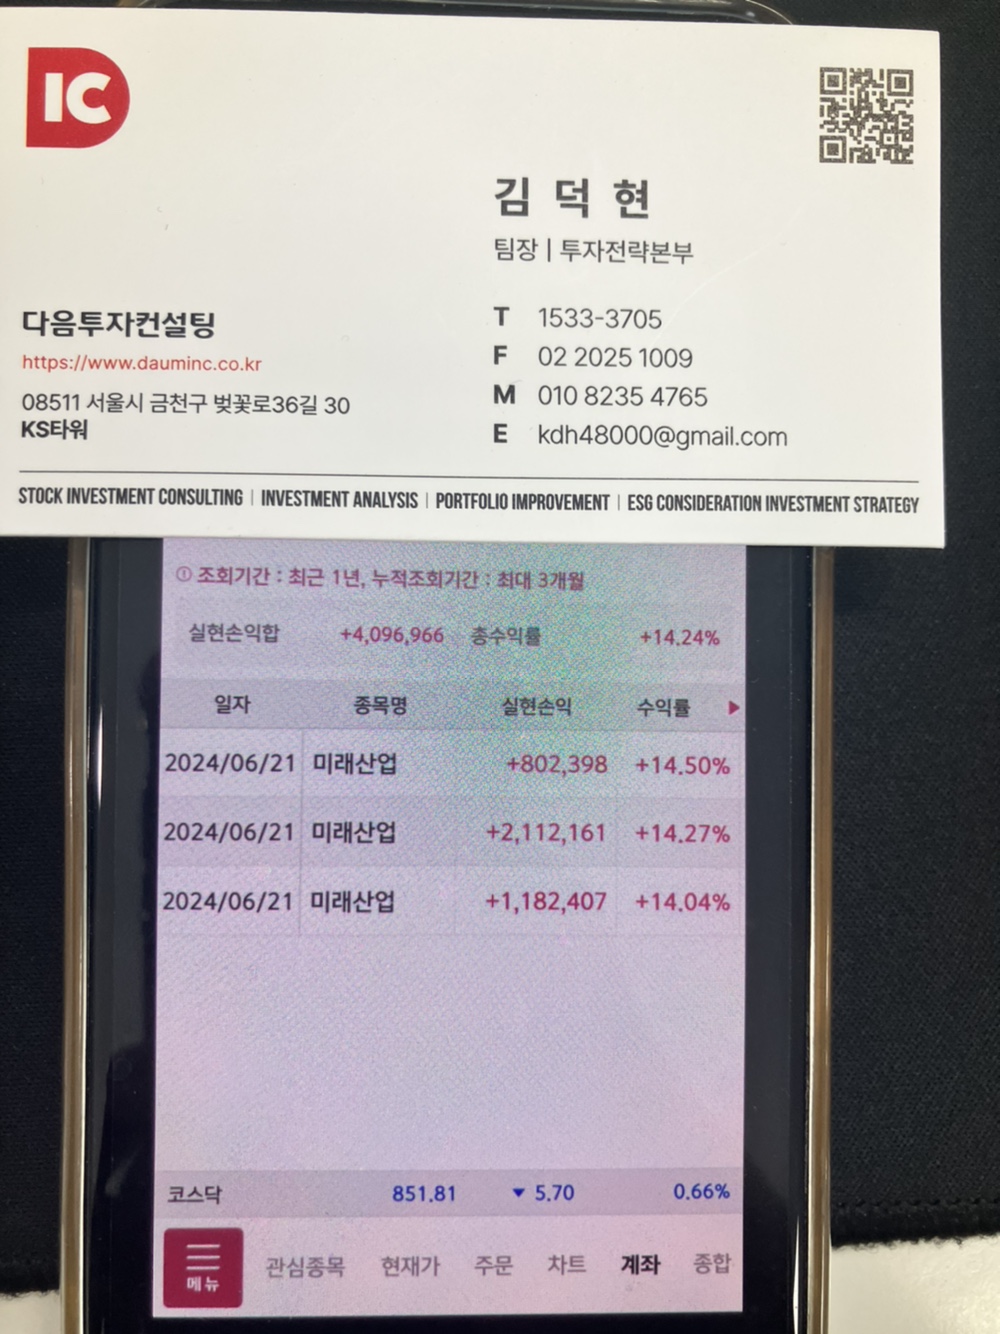 IC
김덕현
팀장 | 투자전략본부
다음투자컨설팅
https://www.dauminc.co.kr
08511 서울시 금천구 벚꽃로36길 30
KS타워
T 1533-3705
F 02 2025 1009
M 010 8235 4765
E kdh48000@gmail.com
STOCK INVESTMENT CONSULTING | INVESTMENT ANALYSIS | PORTFOLIO IMPROVEMENT | ESG CONSIDERATION INVESTMENT STRATEGY
조회기간 : 최근 1년, 누적조회기간 : 최대 3개월
실현손익합 +4,096,966 총수익률 +14.24%
일자 종목명 실현손익 수익률
2024/06/21 미래산업 +802,398 +14.50%
2024/06/21 미래산업 +2,112,161 +14.27%
2024/06/21 미래산업 +1,182,407 +14.04%
코스닥 851.81 ▼ 5.70 0.66%
메뉴 관심종목 현재가 주문 차트 계좌 종합